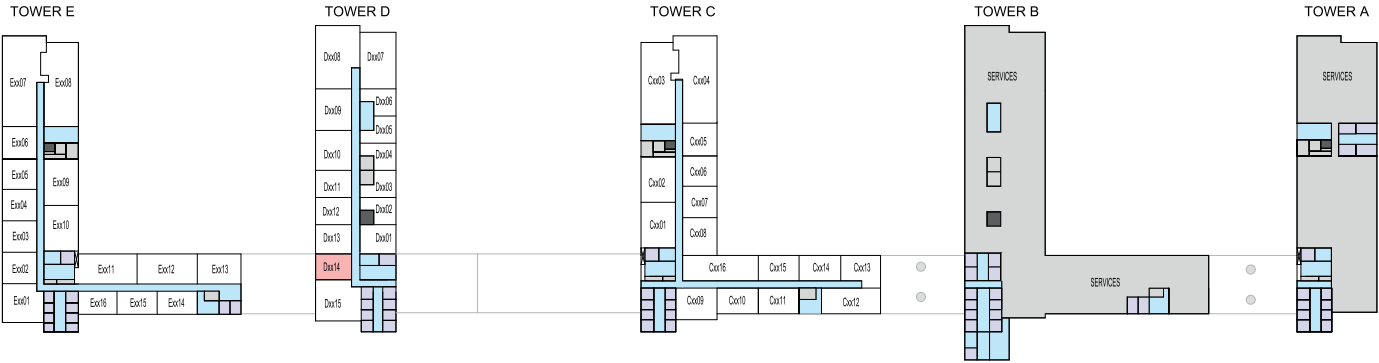 TOWER E
TOWER D
TOWER C
TOWER B
TOWER A
Exx07
Exx08
Exx06
Exx05
Exx09
Exx04
Exx03
Exx10
Exx02
Exx11
Exx12
Exx13
Exx01
Exx16
Exx15
Exx14
Dxx08
Dxx07
Dxx09
Dxx06
Dxx05
Dxx10
Dxx04
Dxx11
Dxx03
Dxx12
Dxx02
Dxx13
Dxx01
Dxx14
Dxx15
Cxx03
Cxx04
Cxx05
Cxx02
Cxx06
Cxx07
Cxx01
Cxx08
Cxx16
Cxx15
Cxx14
Cxx13
Cxx09
Cxx10
Cxx11
Cxx12
SERVICES
SERVICES
SERVICES